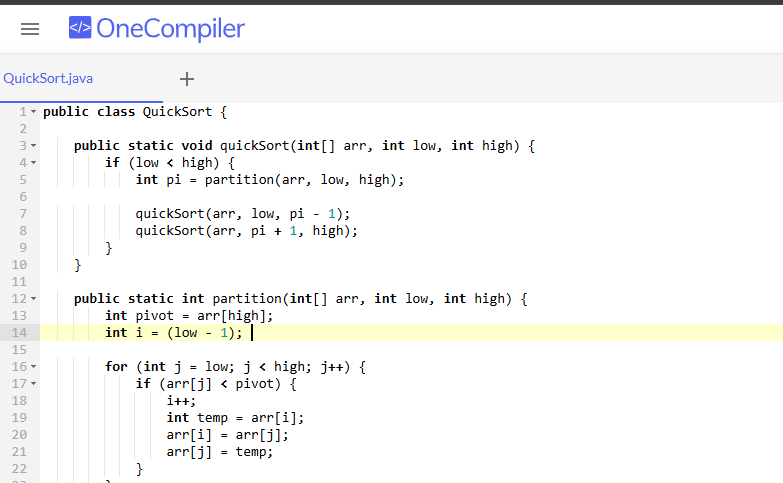 </> OneCompiler
QuickSort.java +
1 public class QuickSort {
2
3     public static void quickSort(int[] arr, int low, int high) {
4         if (low < high) {
5             int pi = partition(arr, low, high);
6
7             quickSort(arr, low, pi - 1);
8             quickSort(arr, pi + 1, high);
9         }
10     }
11
12     public static int partition(int[] arr, int low, int high) {
13         int pivot = arr[high];
14         int i = (low - 1);
15
16         for (int j = low; j < high; j++) {
17             if (arr[j] < pivot) {
18                 i++;
19                 int temp = arr[i];
20                 arr[i] = arr[j];
21                 arr[j] = temp;
22             }